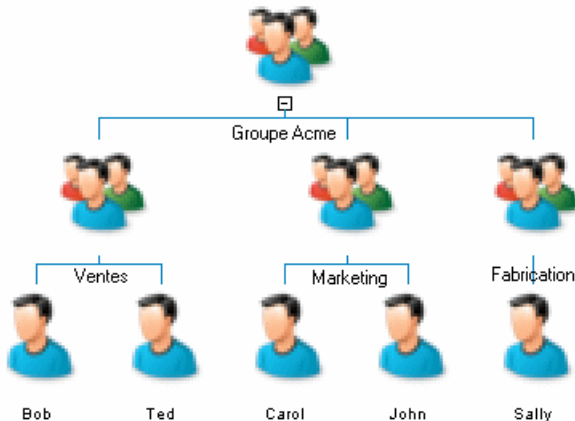 Groupe Acme
Ventes
Marketing
Fabrication
Bob
Ted
Carol
John
Sally